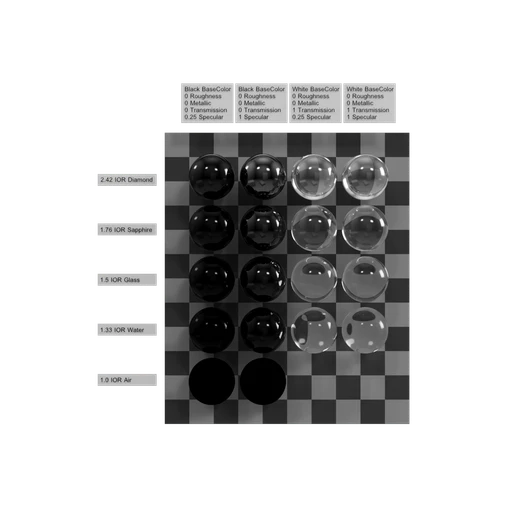 Black BaseColor
0 Roughness
0 Metallic
0 Transmission
0.25 Specular
Black BaseColor
0 Roughness
0 Metallic
0 Transmission
1 Specular
White BaseColor
0 Roughness
0 Metallic
1 Transmission
0.25 Specular
White BaseColor
0 Roughness
0 Metallic
1 Transmission
1 Specular
2.42 IOR Diamond
1.76 IOR Sapphire
1.5 IOR Glass
1.33 IOR Water
1.0 IOR Air